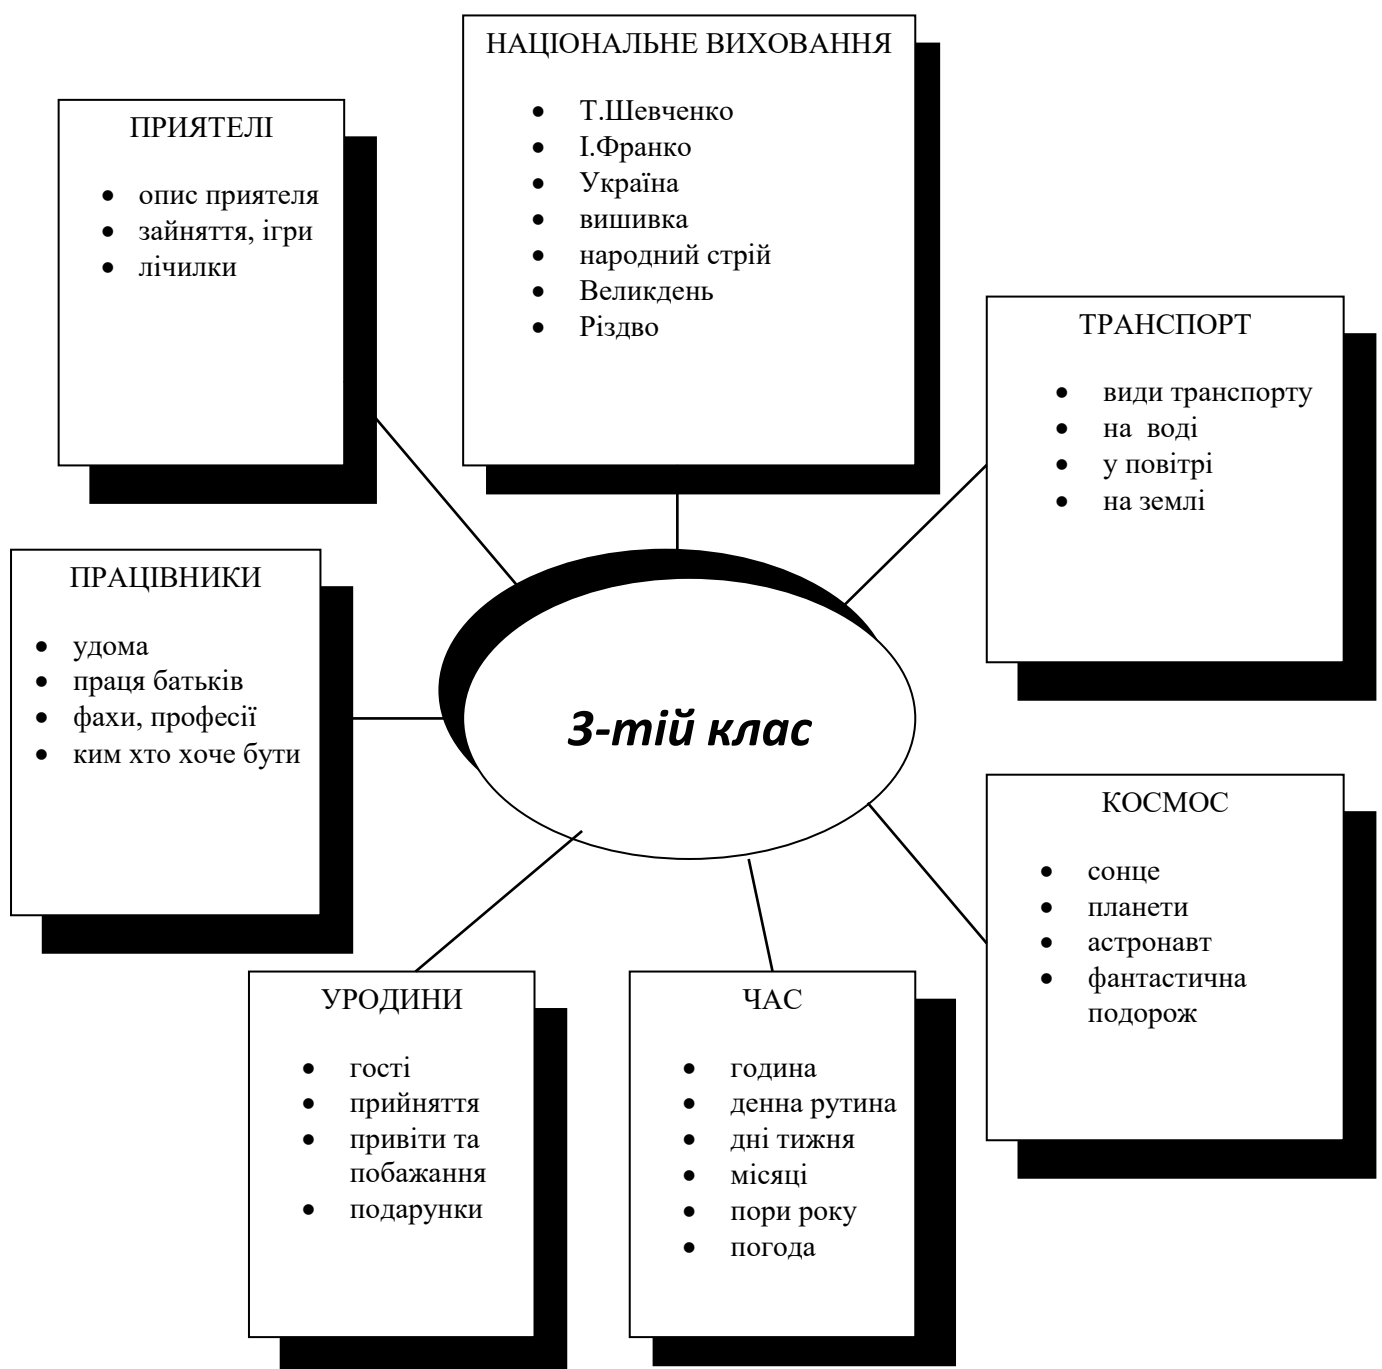 НАЦІОНАЛЬНЕ ВИХОВАННЯ
• Т.Шевченко
• І.Франко
• Україна
• вишивка
• народний стрій
• Великдень
• Різдво
ПРИЯТЕЛІ
• опис приятеля
• зайняття, ігри
• лічилки
ТРАНСПОРТ
• види транспорту
• на воді
• у повітрі
• на землі
ПРАЦІВНИКИ
• удома
• праця батьків
• фахи, професії
• ким хто хоче бути
3-тій клас
КОСМОС
• сонце
• планети
• астронавт
• фантастична
подорож
УРОДИНИ
• гості
• прийняття
• привіти та
побажання
• подарунки
ЧАС
• година
• денна рутина
• дні тижня
• місяці
• пори року
• погода